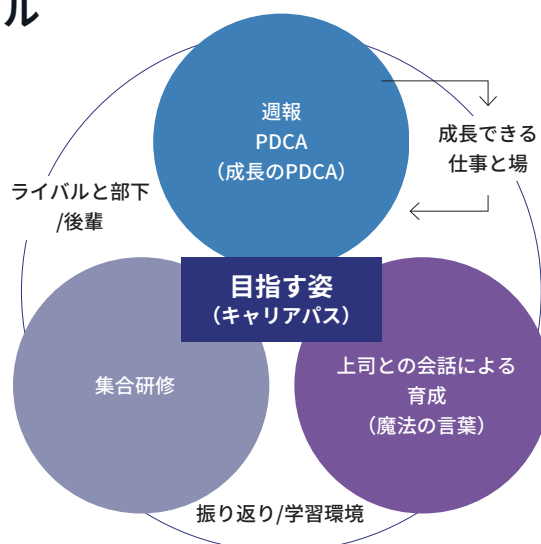 ル
週報
PDCA
（成長のPDCA）
成長できる
仕事と場
ライバルと部下
/後輩
目指す姿
（キャリアパス）
集合研修
上司との会話による
育成
（魔法の言葉）
振り返り/学習環境